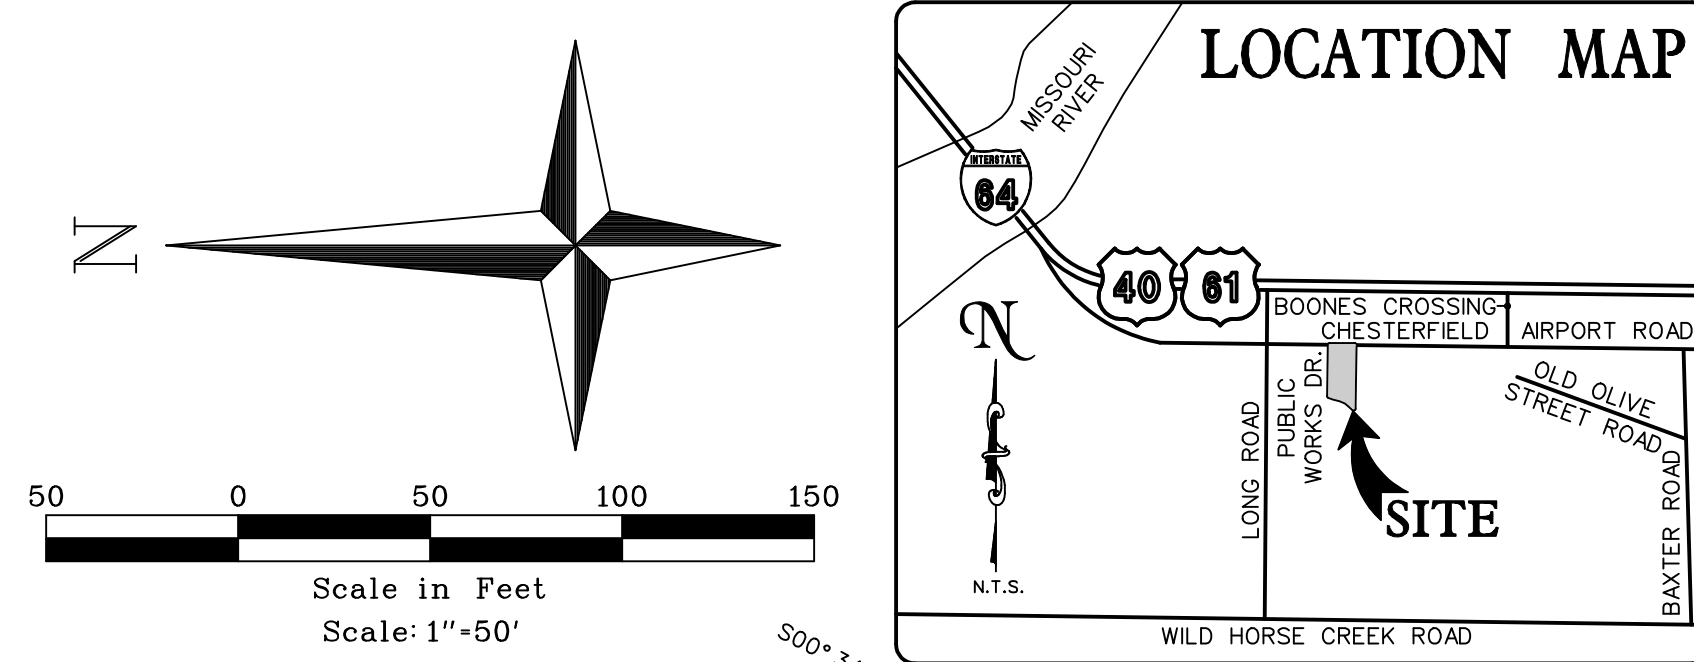 N
50 0 50 100 150
Scale in Feet
Scale: 1"=50'
S00°
LOCATION MAP
MISSOURI
RIVER
INTERSTATE
64
40 61
BOONES CROSSING
CHESTERFIELD AIRPORT ROAD
N
PUBLIC
WORKS DR.
OLD OLIVE
STREET ROAD
LONG ROAD
BAXTER ROAD
SITE
N.T.S.
WILD HORSE CREEK ROAD